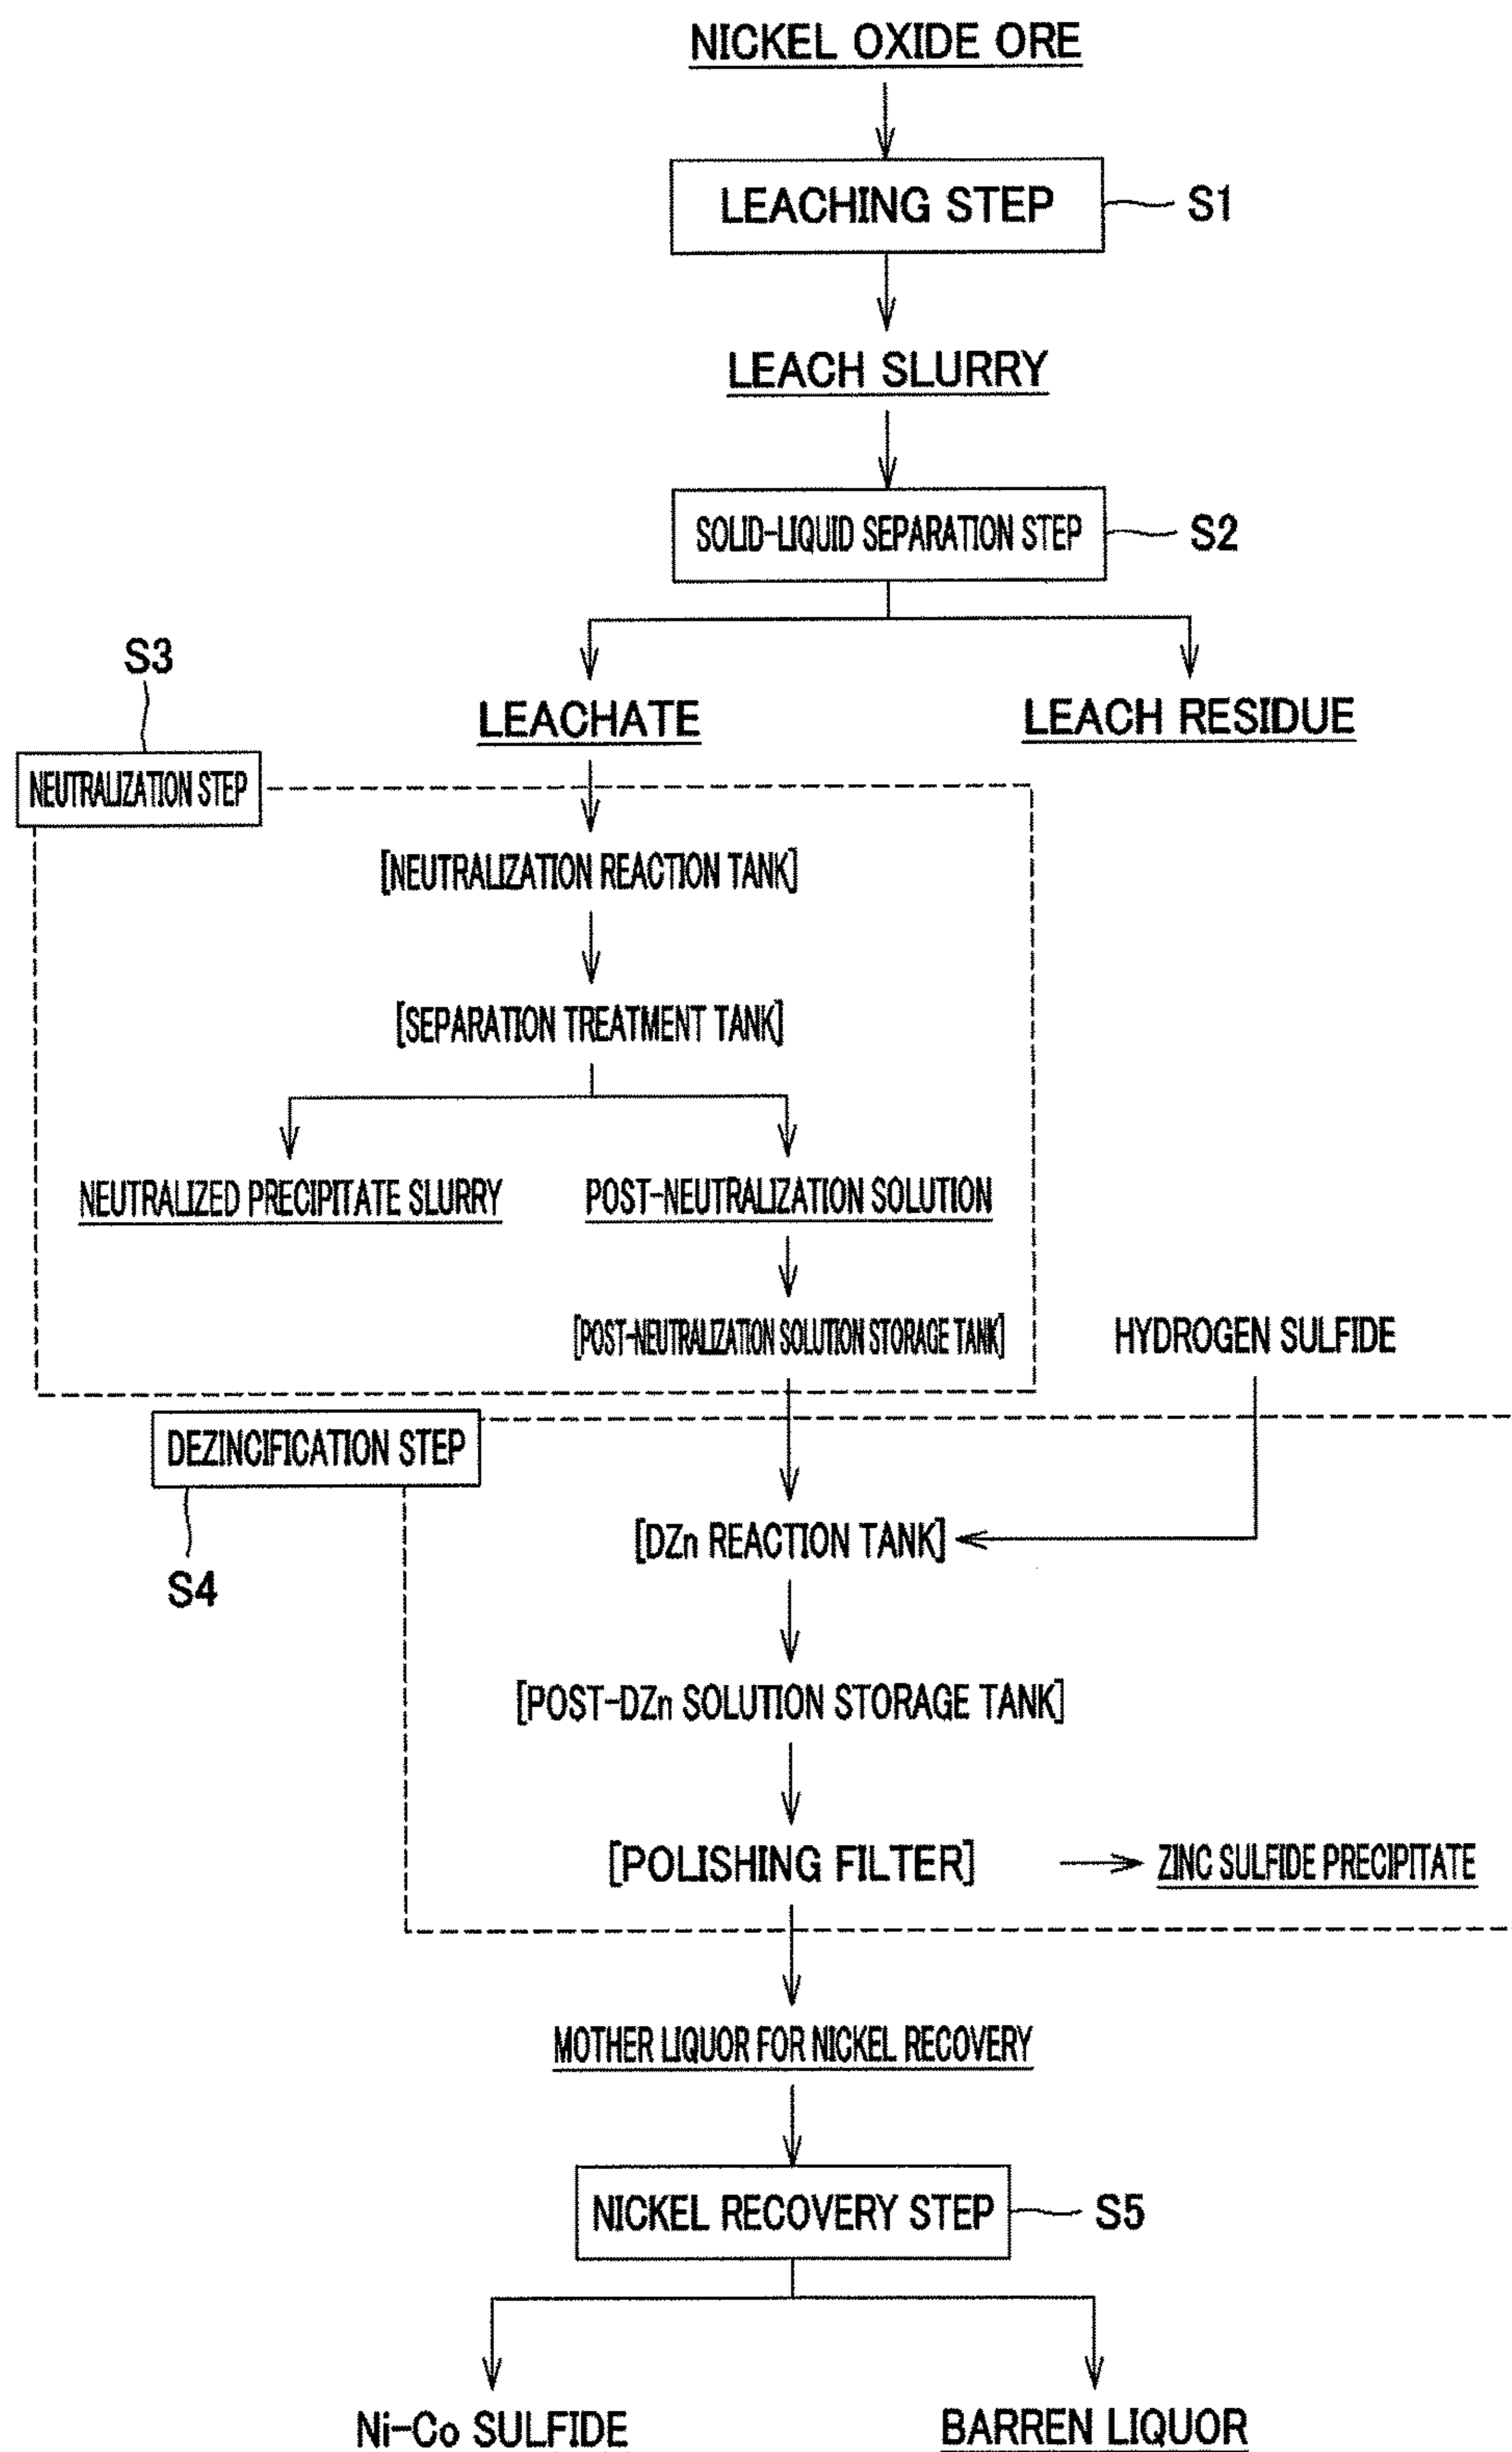 NICKEL OXIDE ORE
LEACHING STEP
S1
LEACH SLURRY
SOLID-LIQUID SEPARATION STEP
S2
S3
LEACHATE
LEACH RESIDUE
NEUTRALIZATION STEP
[NEUTRALIZATION REACTION TANK]
[SEPARATION TREATMENT TANK]
NEUTRALIZED PRECIPITATE SLURRY
POST-NEUTRALIZATION SOLUTION
[POST-NEUTRALIZATION SOLUTION STORAGE TANK]
HYDROGEN SULFIDE
DEZINCIFICATION STEP
[DZn REACTION TANK]
S4
[POST-DZn SOLUTION STORAGE TANK]
[POLISHING FILTER]
ZINC SULFIDE PRECIPITATE
MOTHER LIQUOR FOR NICKEL RECOVERY
NICKEL RECOVERY STEP
S5
Ni-Co SULFIDE
BARREN LIQUOR